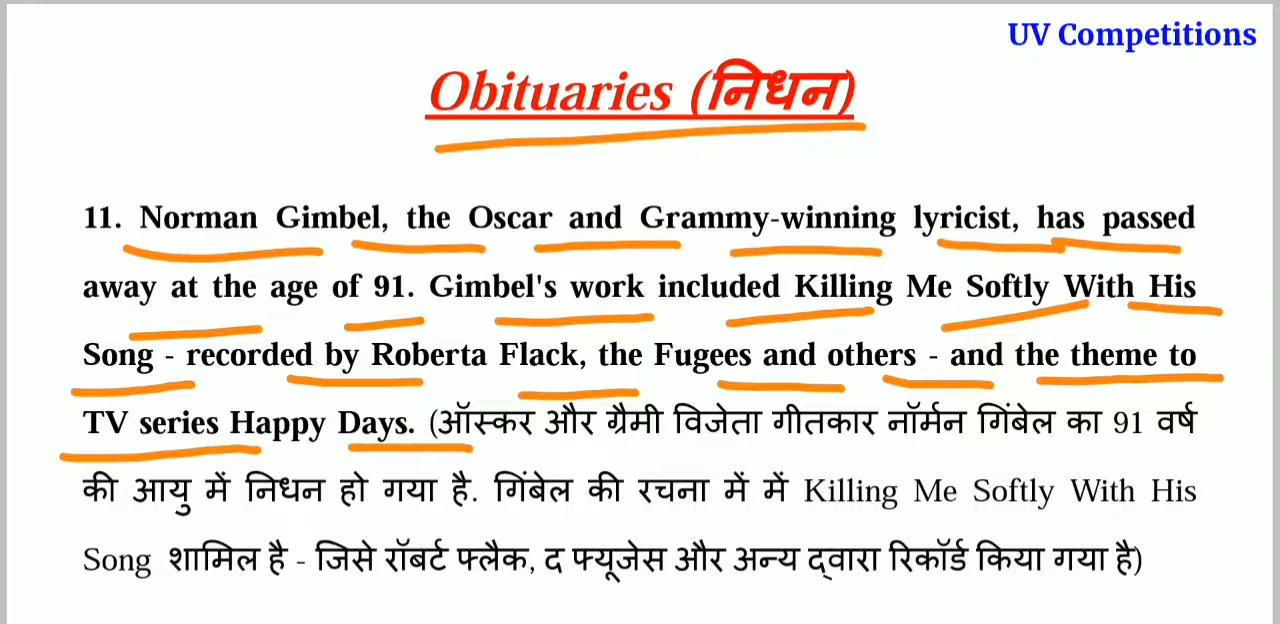 UV Competitions
Obituaries (निधन)
11. Norman Gimbel, the Oscar and Grammy-winning lyricist, has passed
away at the age of 91. Gimbel's work included Killing Me Softly With His
Song - recorded by Roberta Flack, the Fugees and others - and the theme to
TV series Happy Days. (ऑस्कर और ग्रैमी विजेता गीतकार नॉर्मन गिंबेल का 91 वर्ष
की आयु में निधन हो गया है. गिंबेल की रचना में में Killing Me Softly With His
Song शामिल है - जिसे रॉबर्ट फ्लैक, द फ्यूजेस और अन्य द्वारा रिकॉर्ड किया गया है)